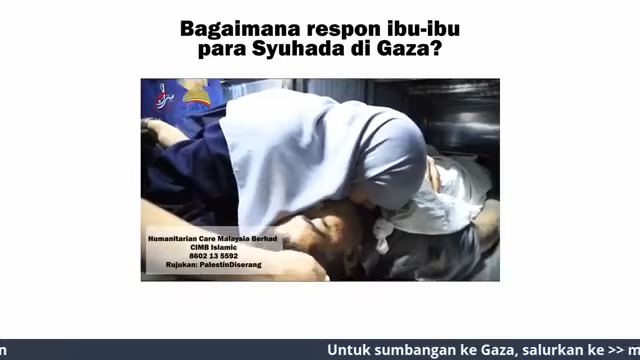 Bagaimana respon ibu-ibu
para Syuhada di Gaza?
Humanitarian Care Malaysia Berhad
CIMB Islamic
8602 13 5592
Rujukan: PalestinDiserang
n
Untuk sumbangan ke Gaza, salurkan ke >> m